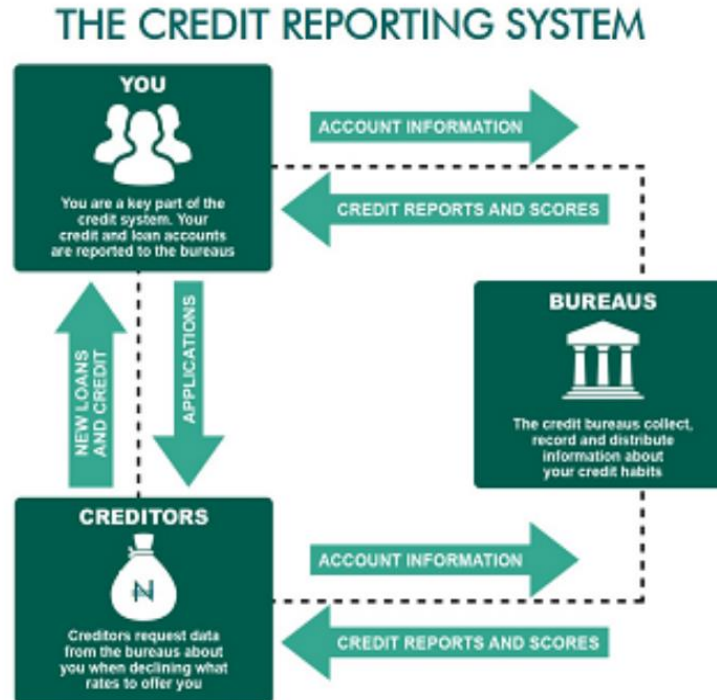 THE CREDIT REPORTING SYSTEM
YOU
You are a key part of the
credit system. Your
credit and loan accounts
are reported to the bureaus
ACCOUNT INFORMATION
CREDIT REPORTS AND SCORES
NEW LOANS
AND CREDIT
APPLICATIONS
BUREAUS
The credit bureaus collect,
record and distribute
information about
your credit habits
CREDITORS
₦
Creditors request data
from the bureaus about
you when declining what
rates to offer you
ACCOUNT INFORMATION
CREDIT REPORTS AND SCORES